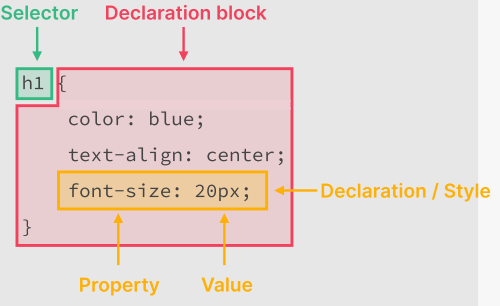 Selector Declaration block
h1 {
color: blue;
text-align: center;
font-size: 20px; Declaration / Style
}
Property Value